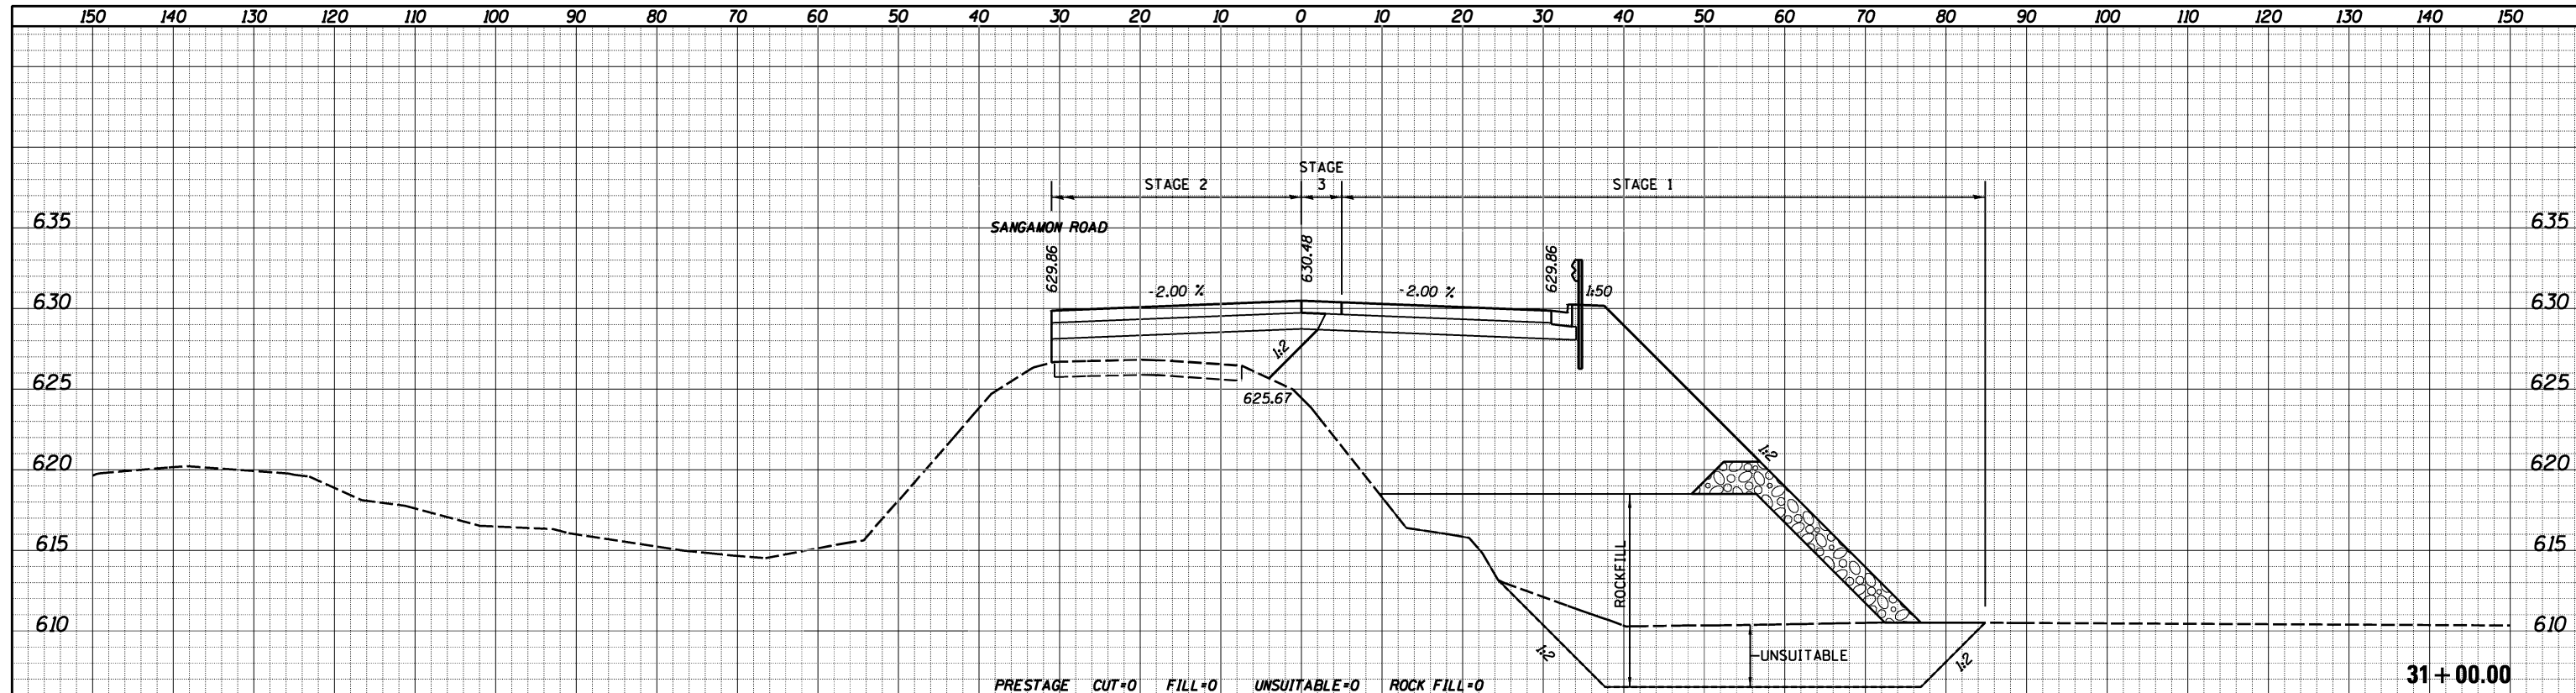 150 140 130 120 110 100 90 80 70 60 50 40 30 20 10 0 10 20 30 40 50 60 70 80 90 100 110 120 130 140 150
STAGE
STAGE 2 3 STAGE 1
635 635
SANGAMON ROAD
629.86 630.48 629.86
-2.00 % -2.00 % 1:50
630 630
1:2
625 625
625.67
1:2
620 620
ROCKFILL
615 615
610 610
1:2 UNSUITABLE 1:2
31+00.00
PRESTAGE CUT=0 FILL=0 UNSUITABLE=0 ROCK FILL=0